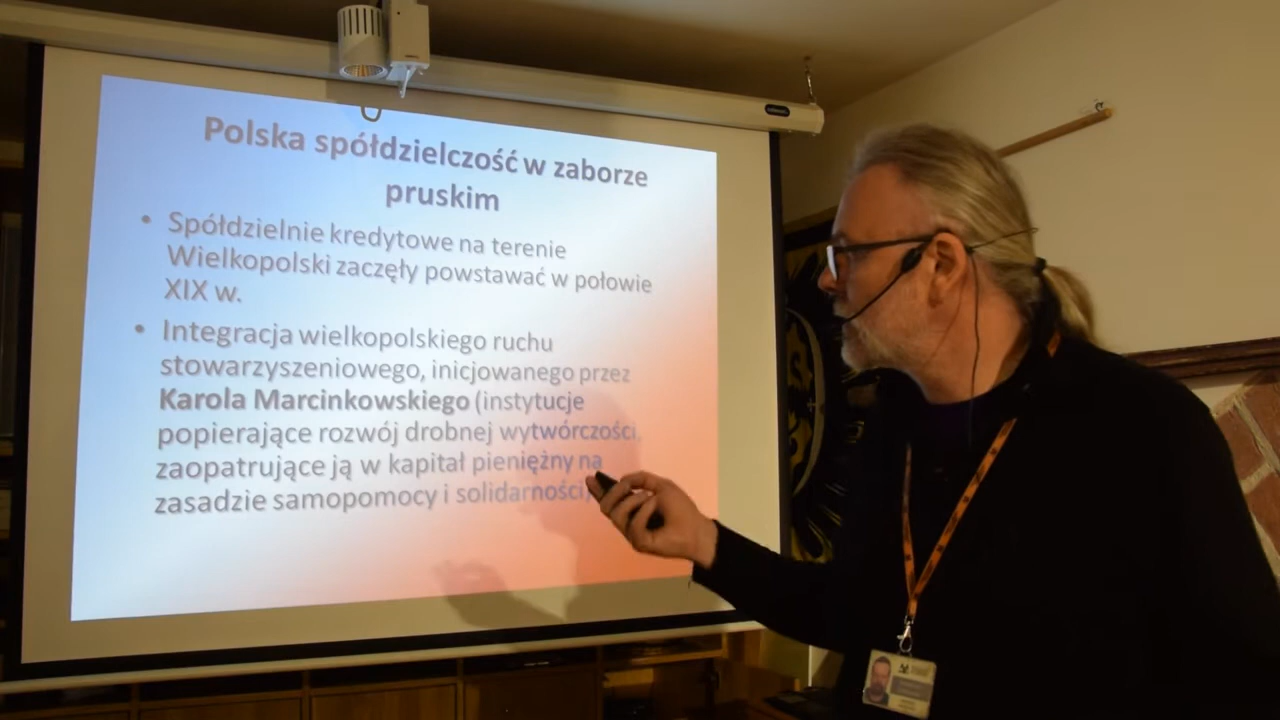 Polska spółdzielczość w zaborze
pruskim
• Spółdzielnie kredytowe na terenie
Wielkopolski zaczęły powstawać w połowie
XIX w.
• Integracja wielkopolskiego ruchu
stowarzyszeniowego, inicjowanego przez
Karola Marcinkowskiego (instytucje
popierające rozwój drobnej wytwórczości,
zaopatrujące ją w kapitał pieniężny na
zasadzie samopomocy i solidarności)